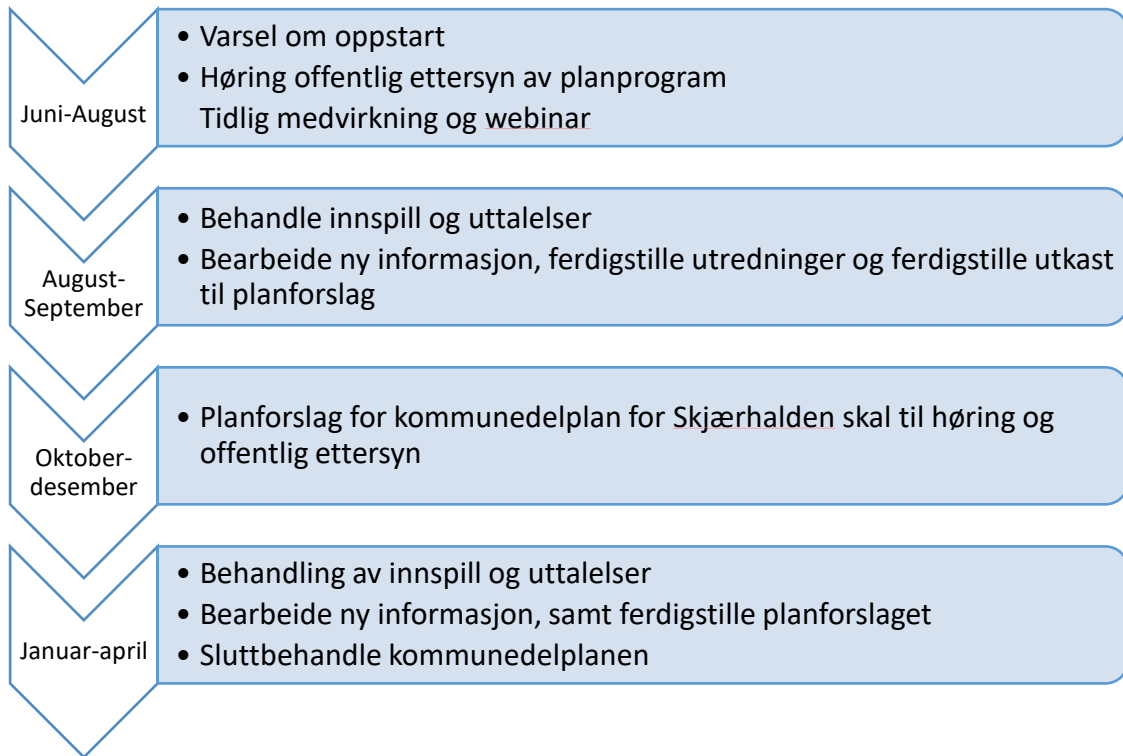 Juni-August
• Varsel om oppstart
• Høring offentlig ettersyn av planprogram
Tidlig medvirkning og webinar
August-
September
• Behandle innspill og uttalelser
• Bearbeide ny informasjon, ferdigstille utredninger og ferdigstille utkast
til planforslag
Oktober-
desember
• Planforslag for kommunedelplan for Skjærhalden skal til høring og
offentlig ettersyn
Januar-april
• Behandling av innspill og uttalelser
• Bearbeide ny informasjon, samt ferdigstille planforslaget
• Sluttbehandle kommunedelplanen